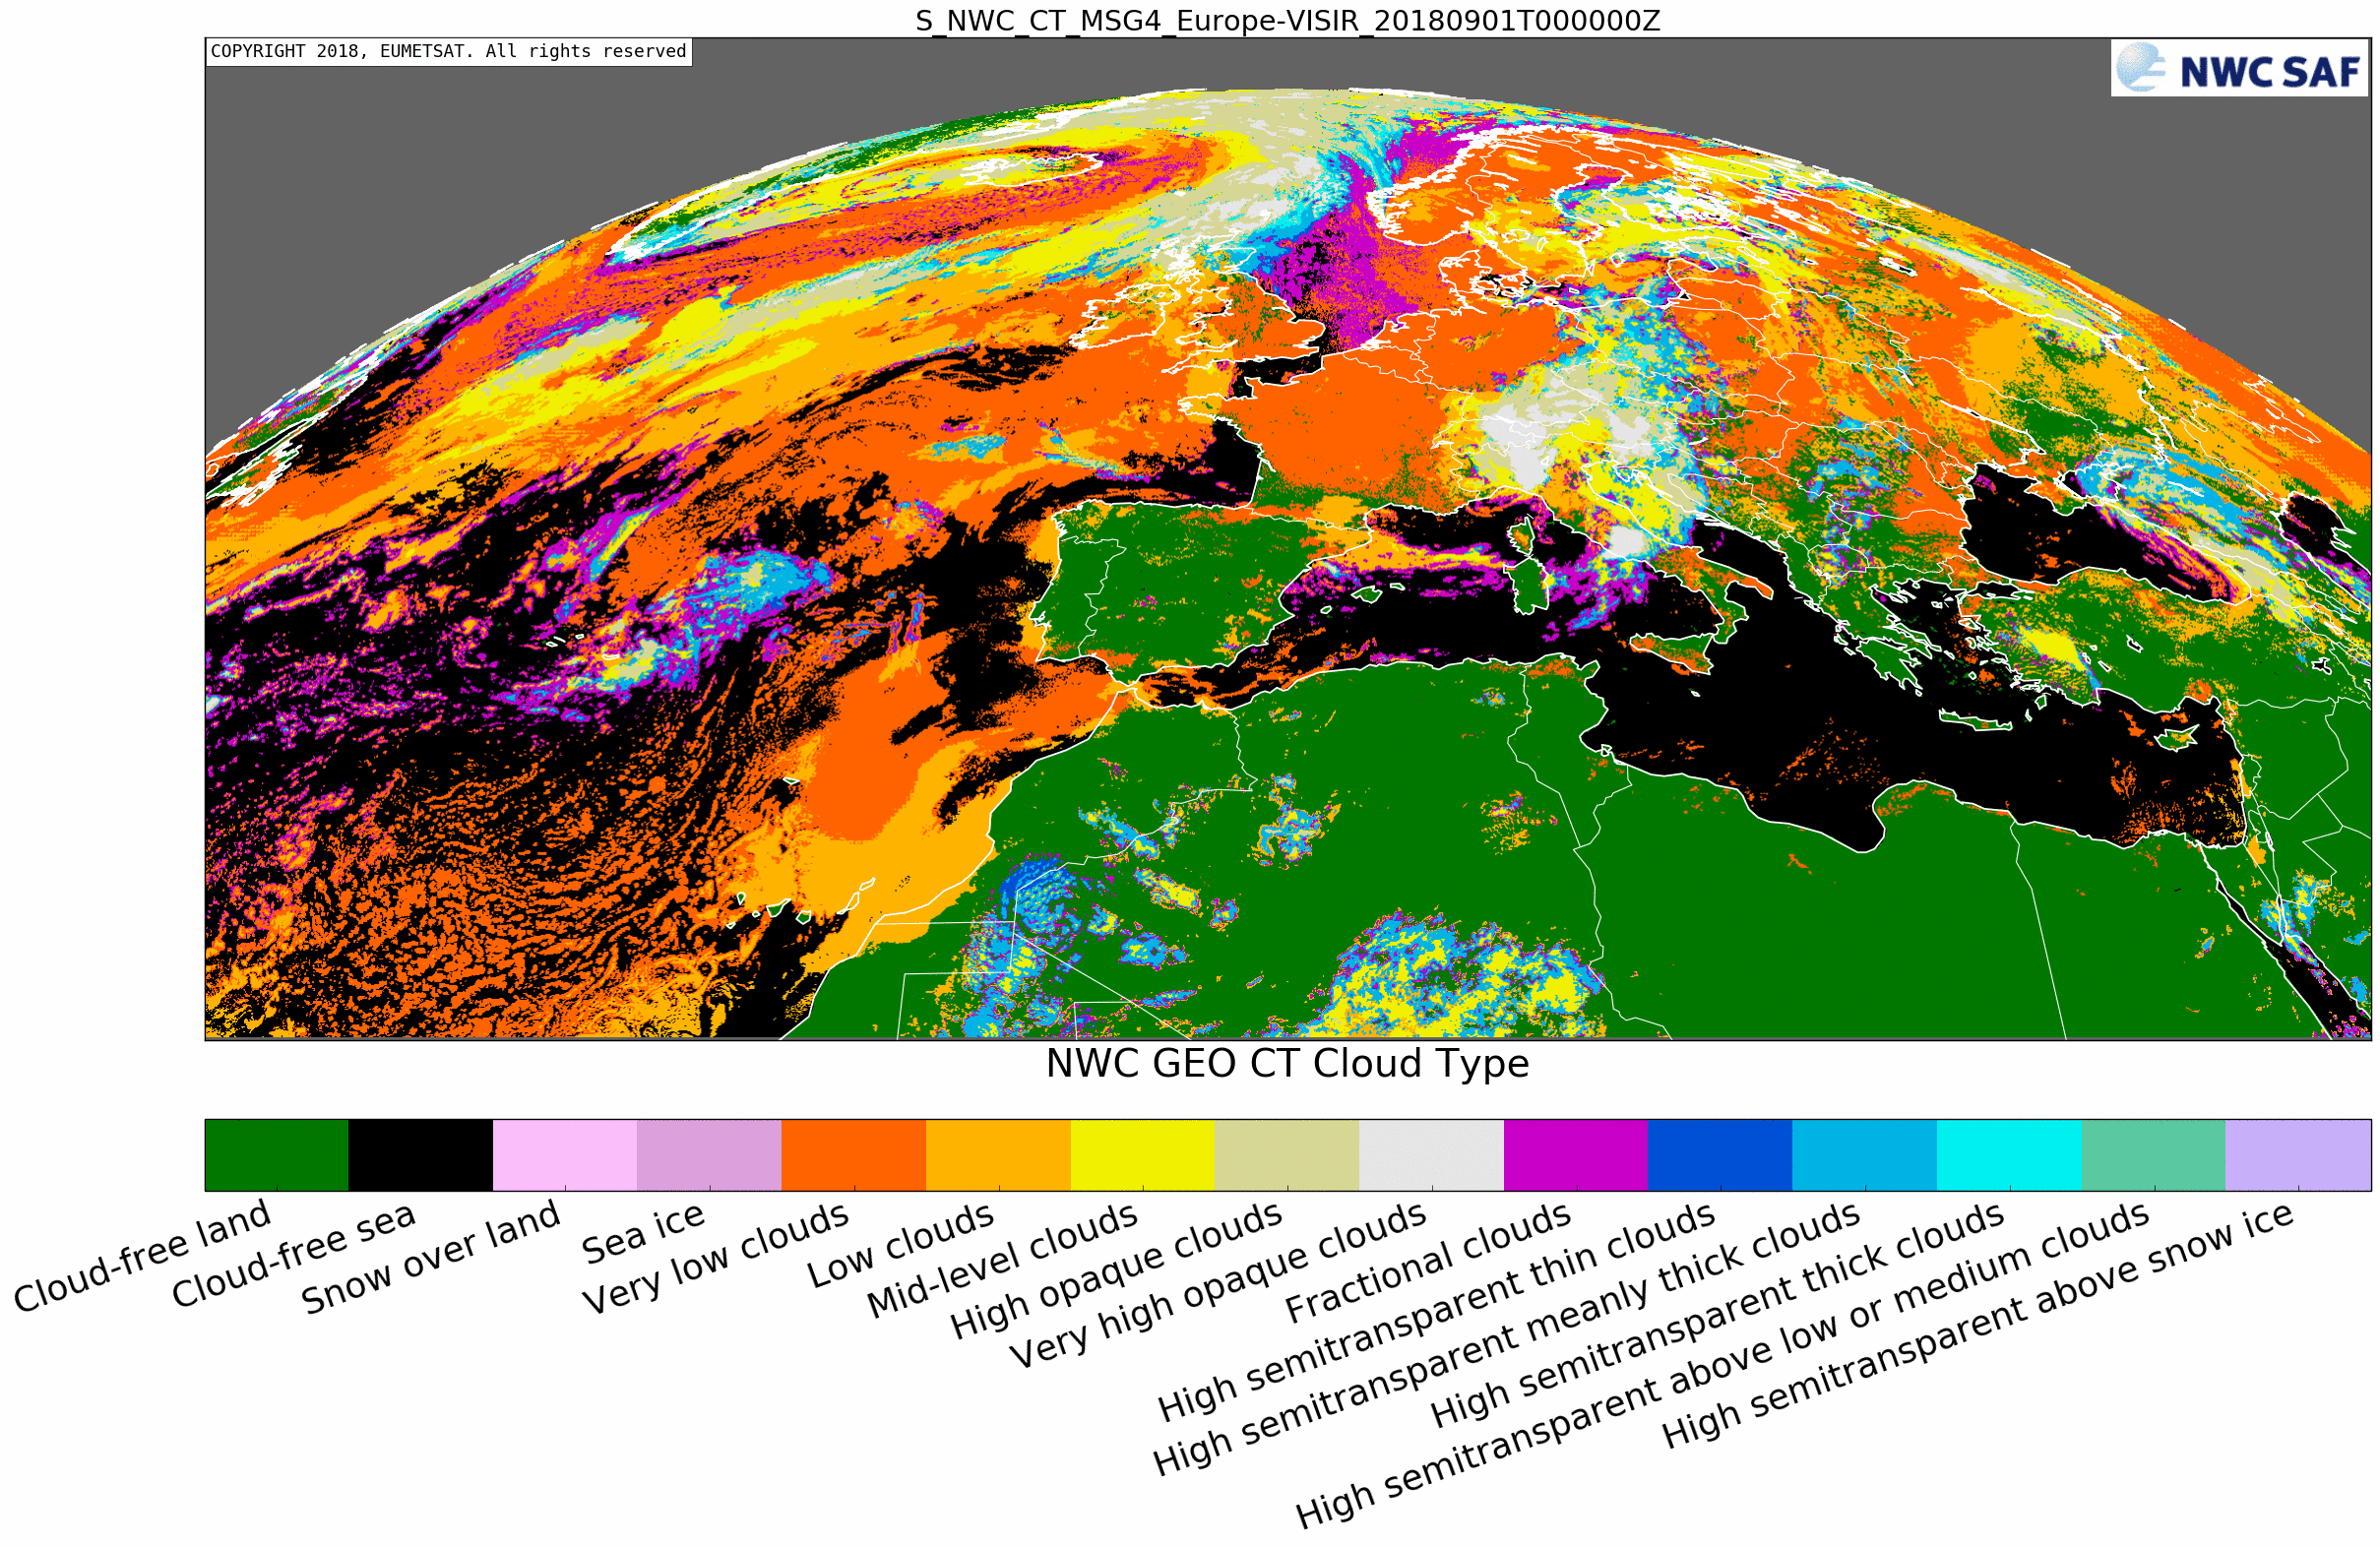 S_NWC_CT_MSG4_Europe-VISIR_20180901T000000Z
COPYRIGHT 2018, EUMETSAT. All rights reserved
NWC SAF
NWC GEO CT Cloud Type
Cloud-free land
Cloud-free sea
Snow over land
Sea ice
Very low clouds
Low clouds
Mid-level clouds
High opaque clouds
Very high opaque clouds
Fractional clouds
High semitransparent thin clouds
High semitransparent meanly thick clouds
High semitransparent thick clouds
High semitransparent above low or medium clouds
High semitransparent above snow ice